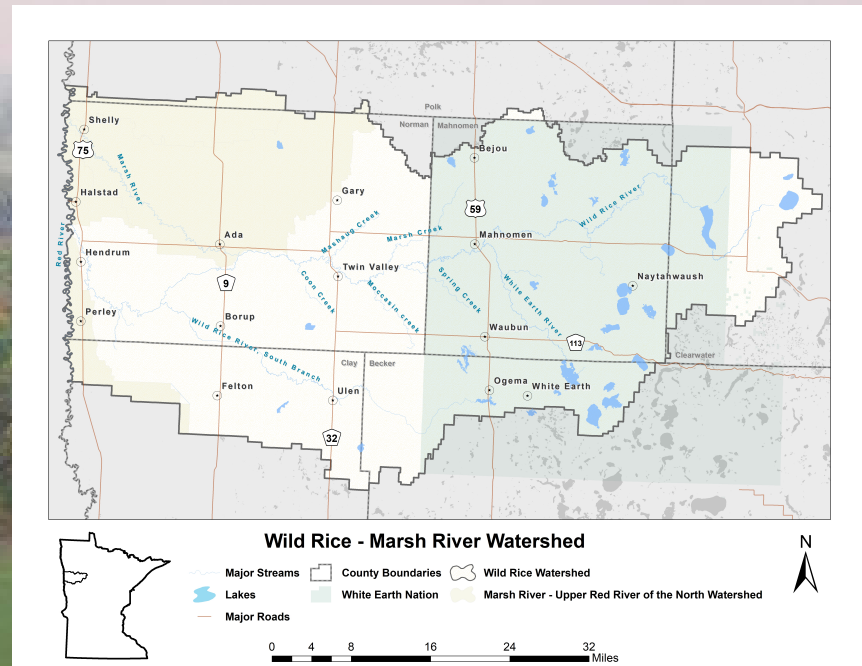 Polk
Norman
Mahnomen
Shelly
75
Marsh River
Bejou
Halstad
Gary
59
Wild Rice River
Red River
Ada
Mashaug Creek
Marsh Creek
Mahnomen
Hendrum
Twin Valley
9
Coon Creek
Moccasin Creek
Spring Creek
White Earth River
Naytahwaush
Perley
Borup
Wild Rice River, South Branch
Waubun
113
Clay
Becker
Clearwater
Felton
Ulen
Ogema
White Earth
32
Wild Rice - Marsh River Watershed
N
Major Streams
County Boundaries
Wild Rice Watershed
Lakes
White Earth Nation
Marsh River - Upper Red River of the North Watershed
Major Roads
0 4 8 16 24 32
Miles